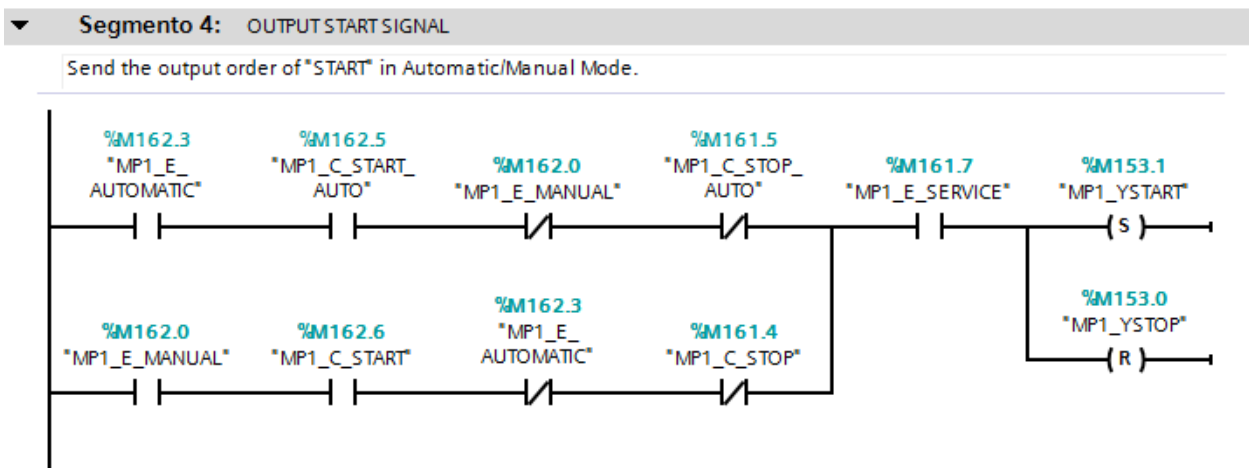 Segmento 4: OUTPUT START SIGNAL
Send the output order of "START" in Automatic/Manual Mode.
%M162.3
"MP1_E_
AUTOMATIC"
%M162.5
"MP1_C_START_
AUTO"
%M162.0
"MP1_E_MANUAL"
%M161.5
"MP1_C_STOP_
AUTO"
%M161.7
"MP1_E_SERVICE"
%M153.1
"MP1_YSTART"
S
%M162.0
"MP1_E_MANUAL"
%M162.6
"MP1_C_START"
%M162.3
"MP1_E_
AUTOMATIC"
%M161.4
"MP1_C_STOP"
%M153.0
"MP1_YSTOP"
R